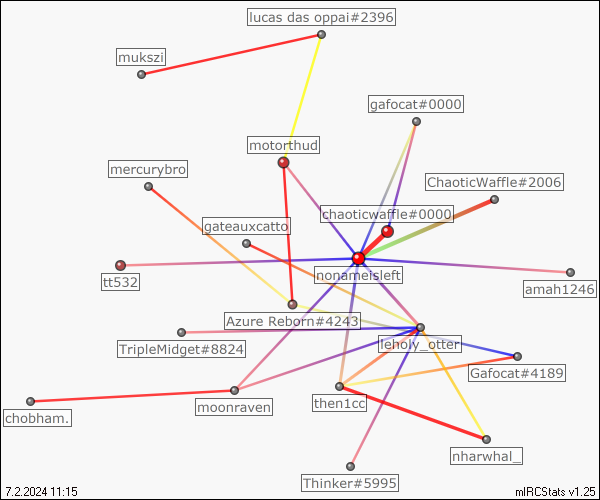 lucas das oppai#2396
mukszi
gafocat#0000
motorthud
mercurybro
ChaoticWaffle#2006
chaoticwaffle#0000
gateauxcatto
nonameisleft
tt532
amah1246
Azure Reborn#4243
leholy_otter
TripleMidget#8824
Gafocat#4189
moonraven
then1cc
chobham.
nharwhal_
Thinker#5995
7.2.2024 11:15
mIRCStats v1.25